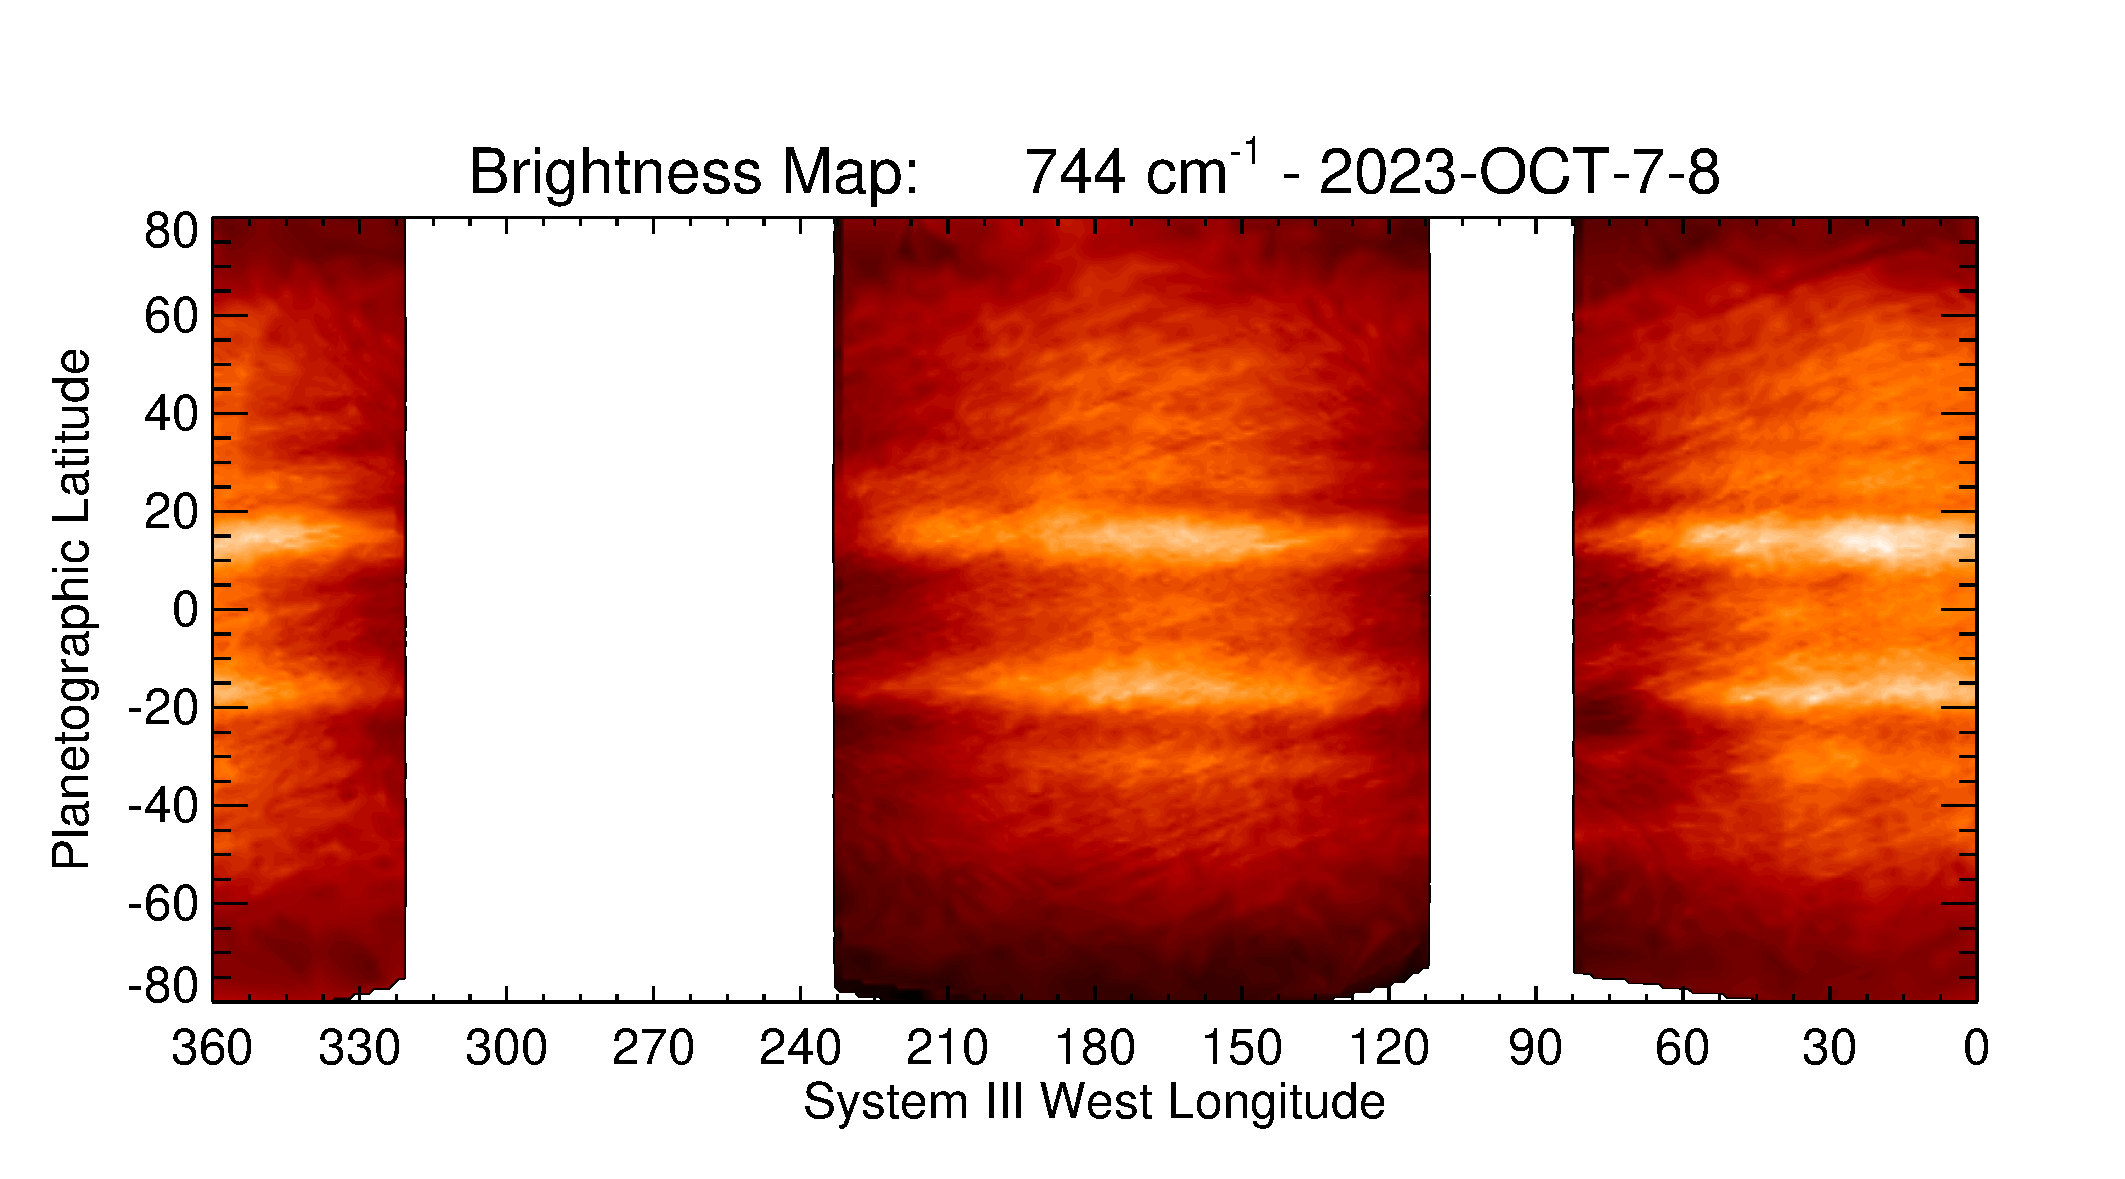 Brightness Map: 744 cm⁻¹ - 2023-OCT-7-8
Planetographic Latitude
80
60
40
20
0
-20
-40
-60
-80
360 330 300 270 240 210 180 150 120 90 60 30 0
System III West Longitude